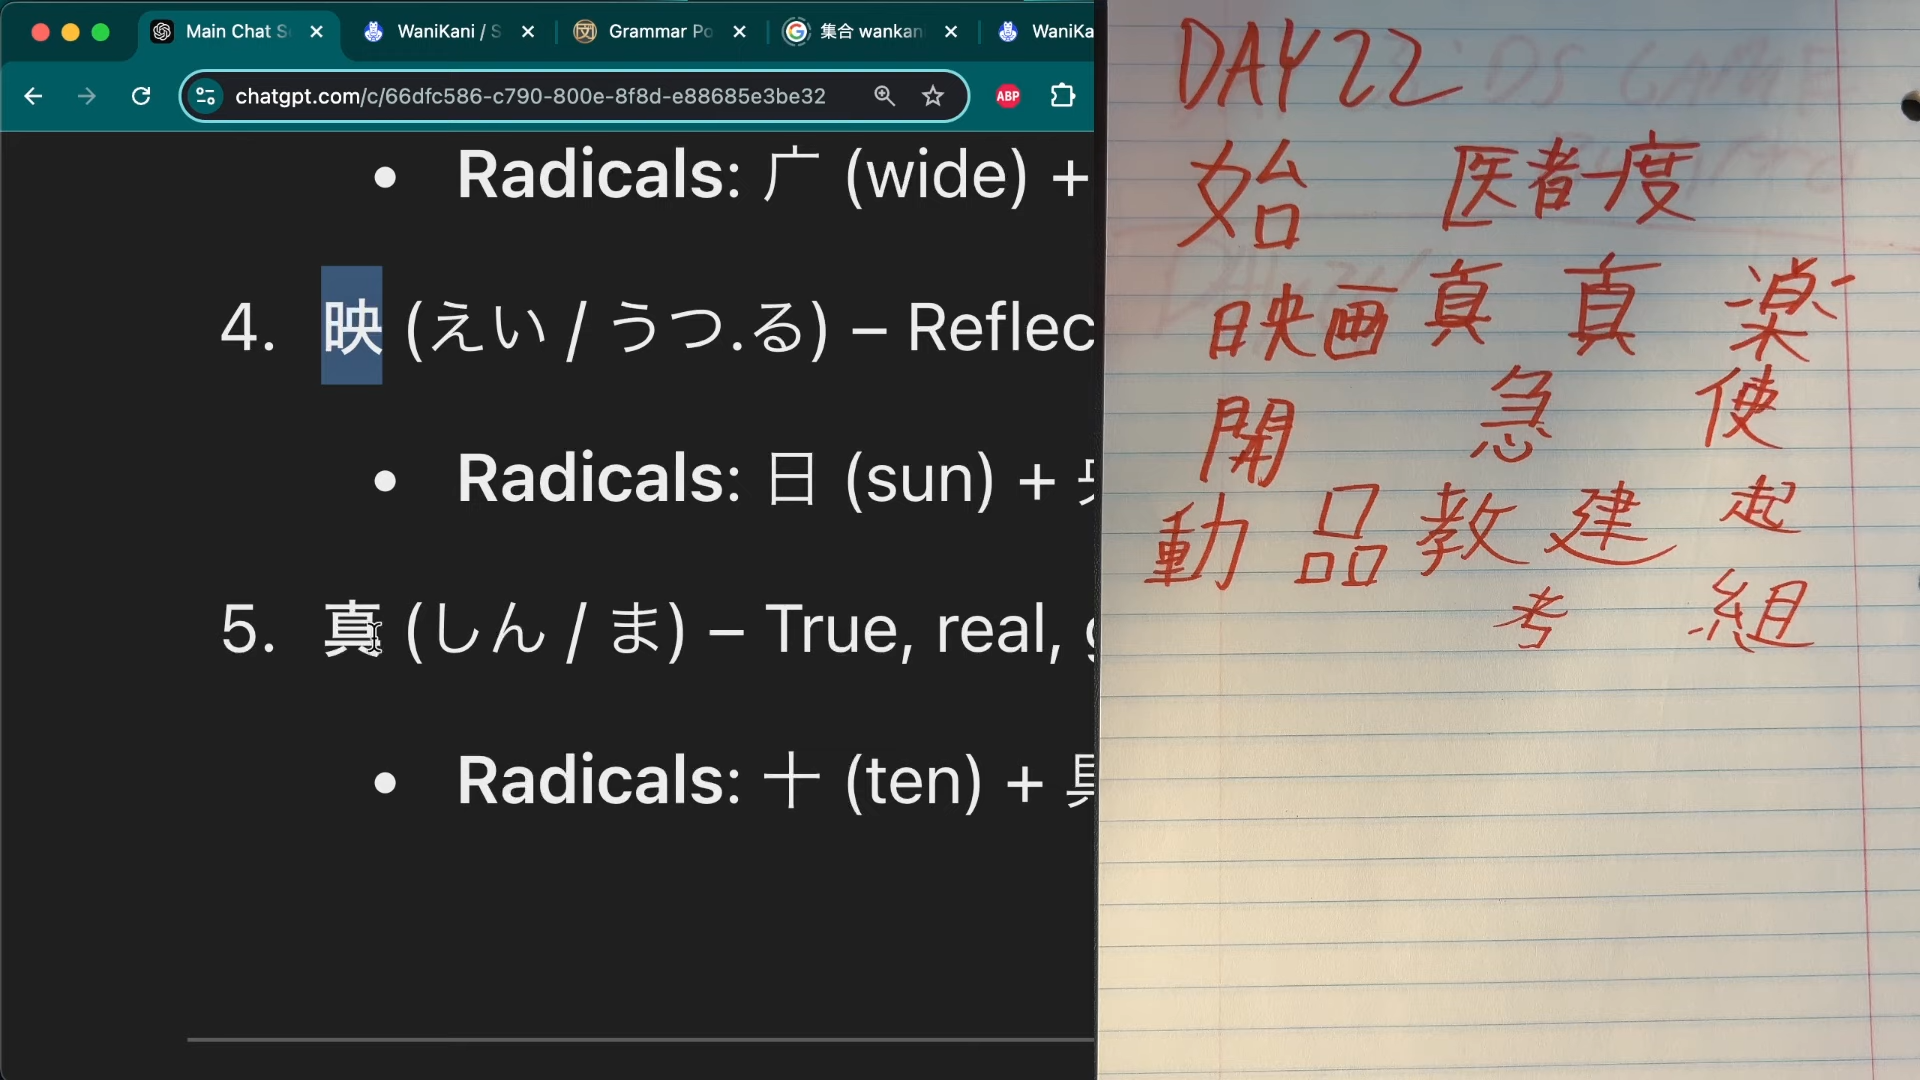 Main Chat S
WaniKani / S
Grammar Po
集合 wankan
WaniKa
chatgpt.com/c/66dfc586-c790-800e-8f8d-e88685e3be32
ABP
• Radicals: 广 (wide) +
4. 映 (えい / うつ.る) – Reflec
• Radicals: 日 (sun) +
5. 真 (しん / ま) – True, real,
• Radicals: 十 (ten) +
DAY 22
始 医者一度
映画 真 真 楽
開 急 使
動 品 教 建 起
考 組